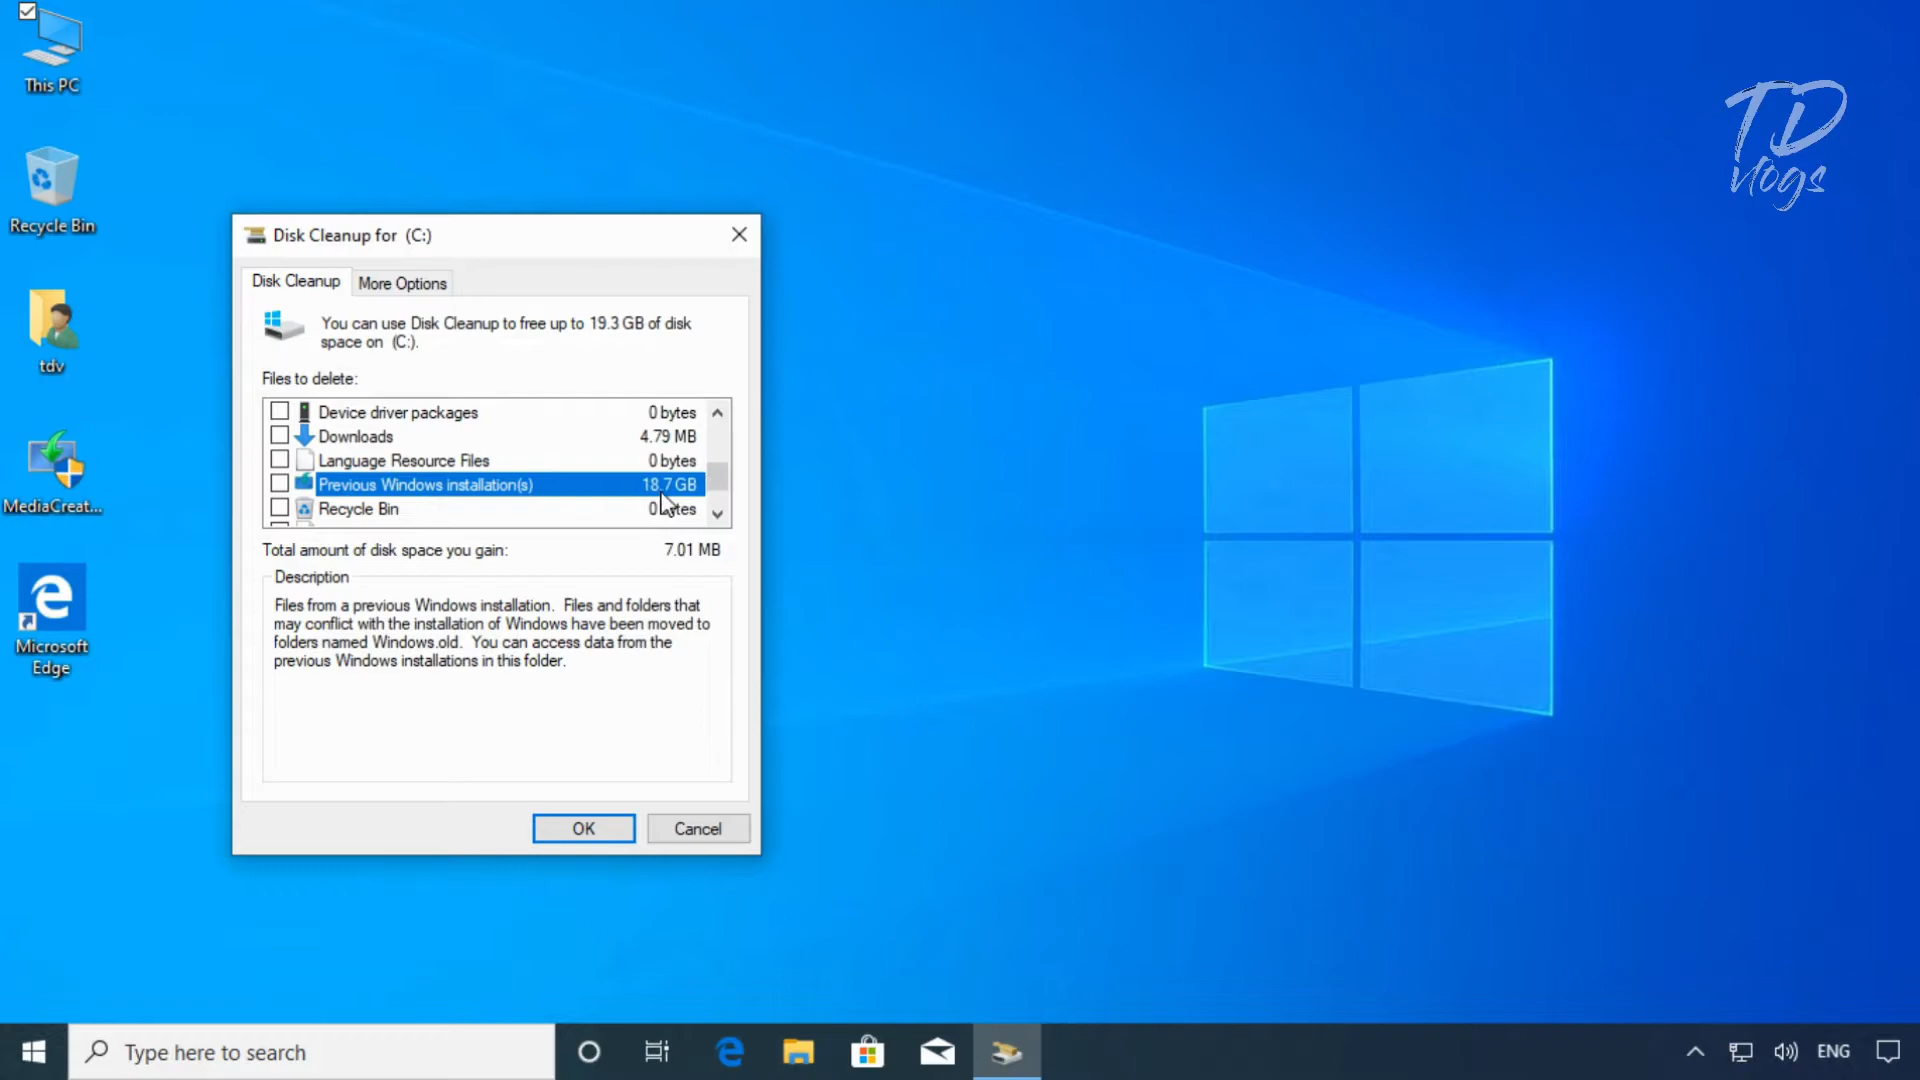 This PC
Recycle Bin
tdv
MediaCreat...
Microsoft
Edge
TD
vlogs
Disk Cleanup for (C:)
Disk Cleanup
More Options
You can use Disk Cleanup to free up to 19.3 GB of disk
space on (C:).
Files to delete:
Device driver packages 0 bytes
Downloads 4.79 MB
Language Resource Files 0 bytes
Previous Windows installation(s) 18.7 GB
Recycle Bin 0 bytes
Total amount of disk space you gain: 7.01 MB
Description
Files from a previous Windows installation. Files and folders that
may conflict with the installation of Windows have been moved to
folders named Windows.old. You can access data from the
previous Windows installations in this folder.
OK
Cancel
Type here to search
ENG